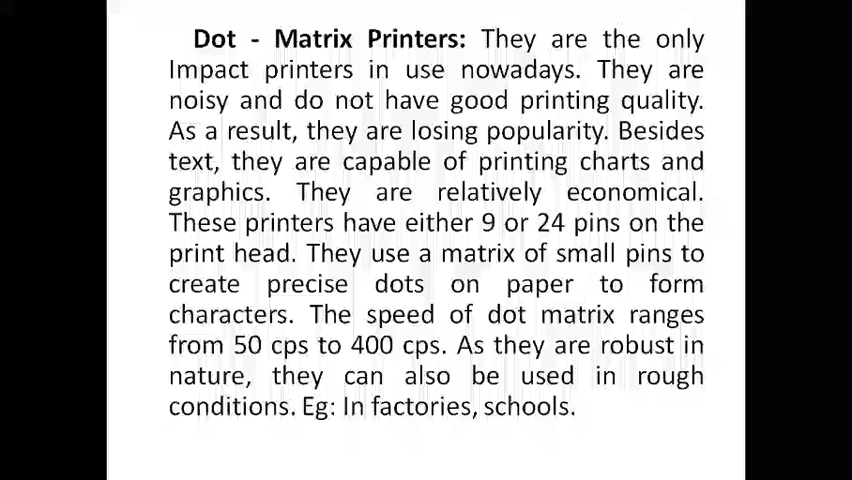 Dot - Matrix Printers: They are the only
Impact printers in use nowadays. They are
noisy and do not have good printing quality.
As a result, they are losing popularity. Besides
text, they are capable of printing charts and
graphics. They are relatively economical.
These printers have either 9 or 24 pins on the
print head. They use a matrix of small pins to
create precise dots on paper to form
characters. The speed of dot matrix ranges
from 50 cps to 400 cps. As they are robust in
nature, they can also be used in rough
conditions. Eg: In factories, schools.